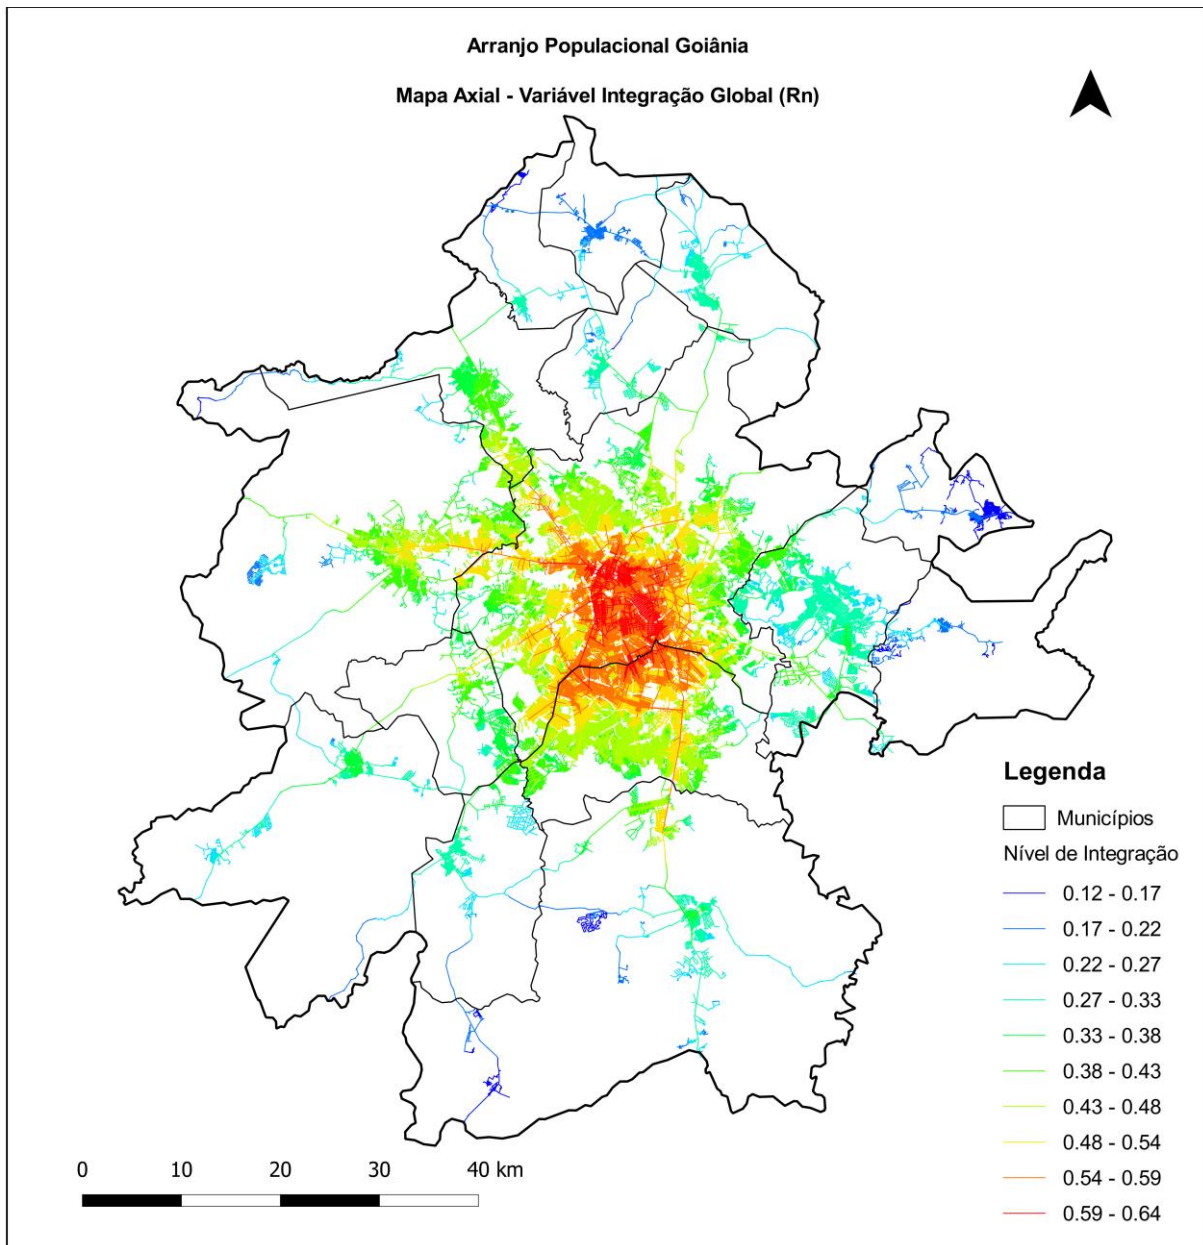 Arranjo Populacional Goiânia
Mapa Axial - Variável Integração Global (Rn)
Legenda
Municípios
Nível de Integração
0.12 - 0.17
0.17 - 0.22
0.22 - 0.27
0.27 - 0.33
0.33 - 0.38
0.38 - 0.43
0.43 - 0.48
0.48 - 0.54
0.54 - 0.59
0.59 - 0.64
0 10 20 30 40 km